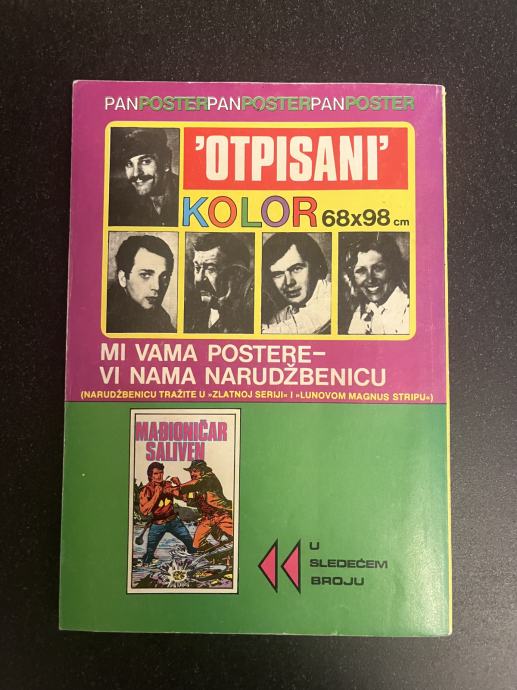 PANPOSTERPANPOSTERPANPOSTER
'OTPISANI'
KOLOR 68x98 cm
MI VAMA POSTERE–
VI NAMA NARUDŽBENICU
(NARUDŽBENICU TRAŽITE U »ZLATNOJ SERIJI« I »LUNOVOM MAGNUS STRIPU«)
MAĐIONIČAR
SALIVEN
U
SLEDEĆEM
BROJU